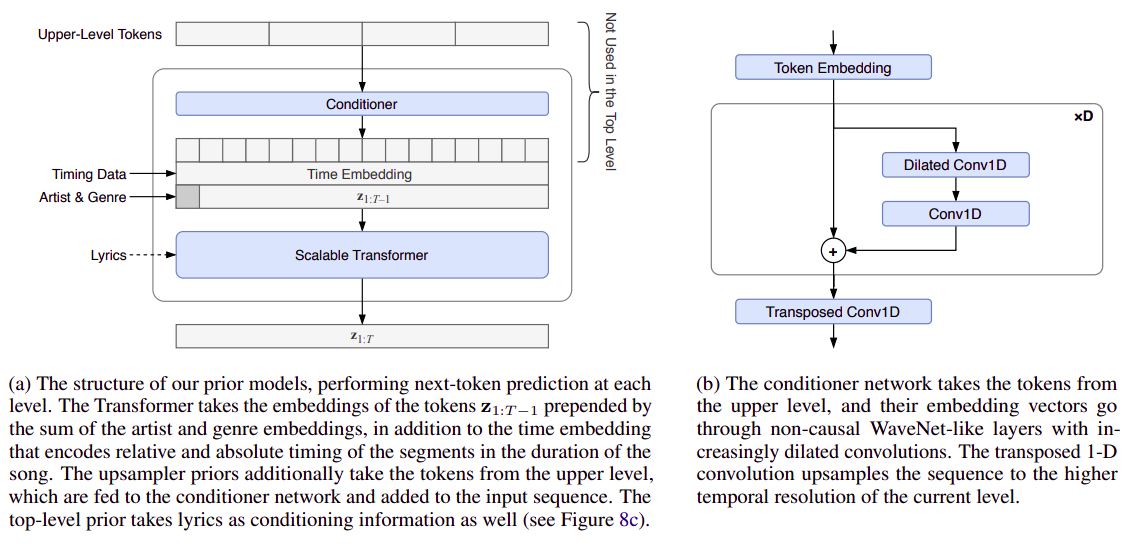 Upper-Level Tokens
Conditioner
Not Used in the Top Level
Timing Data
Time Embedding
Artist & Genre
z1:T–1
Lyrics
Scalable Transformer
z1:T
(a) The structure of our prior models, performing next-token prediction at each
level. The Transformer takes the embeddings of the tokens z1:T−1 prepended by
the sum of the artist and genre embeddings, in addition to the time embedding
that encodes relative and absolute timing of the segments in the duration of the
song. The upsampler priors additionally take the tokens from the upper level,
which are fed to the conditioner network and added to the input sequence. The
top-level prior takes lyrics as conditioning information as well (see Figure 8c).
Token Embedding
×D
Dilated Conv1D
Conv1D
+
Transposed Conv1D
(b) The conditioner network takes the tokens from
the upper level, and their embedding vectors go
through non-causal WaveNet-like layers with in-
creasingly dilated convolutions. The transposed 1-D
convolution upsamples the sequence to the higher
temporal resolution of the current level.